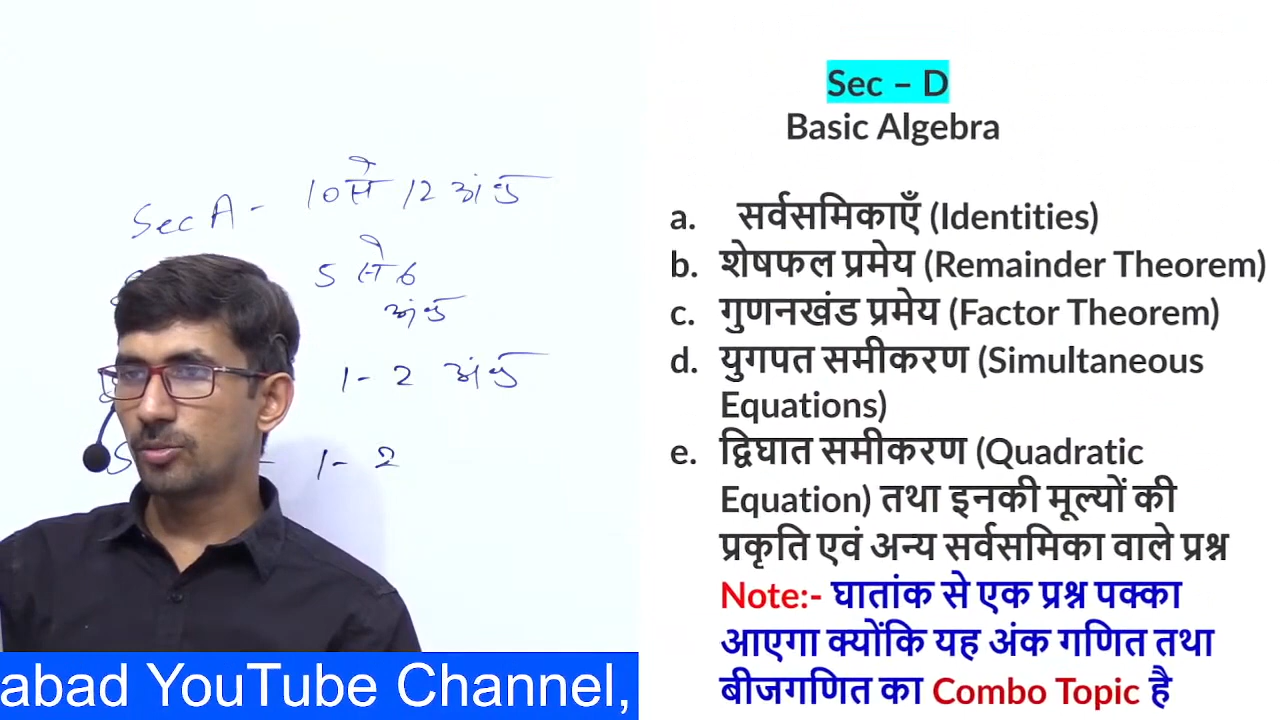 Sec A - 10 से 12 अंक
5 से 6
अंक
1 - 2 अंक
S - 1 - 2
abad YouTube Channel,
Sec – D
Basic Algebra
a. सर्वसमिकाएँ (Identities)
b. शेषफल प्रमेय (Remainder Theorem)
c. गुणनखंड प्रमेय (Factor Theorem)
d. युगपत समीकरण (Simultaneous
Equations)
e. द्विघात समीकरण (Quadratic
Equation) तथा इनकी मूल्यों की
प्रकृति एवं अन्य सर्वसमिका वाले प्रश्न
Note:- घातांक से एक प्रश्न पक्का
आएगा क्योंकि यह अंक गणित तथा
बीजगणित का Combo Topic है